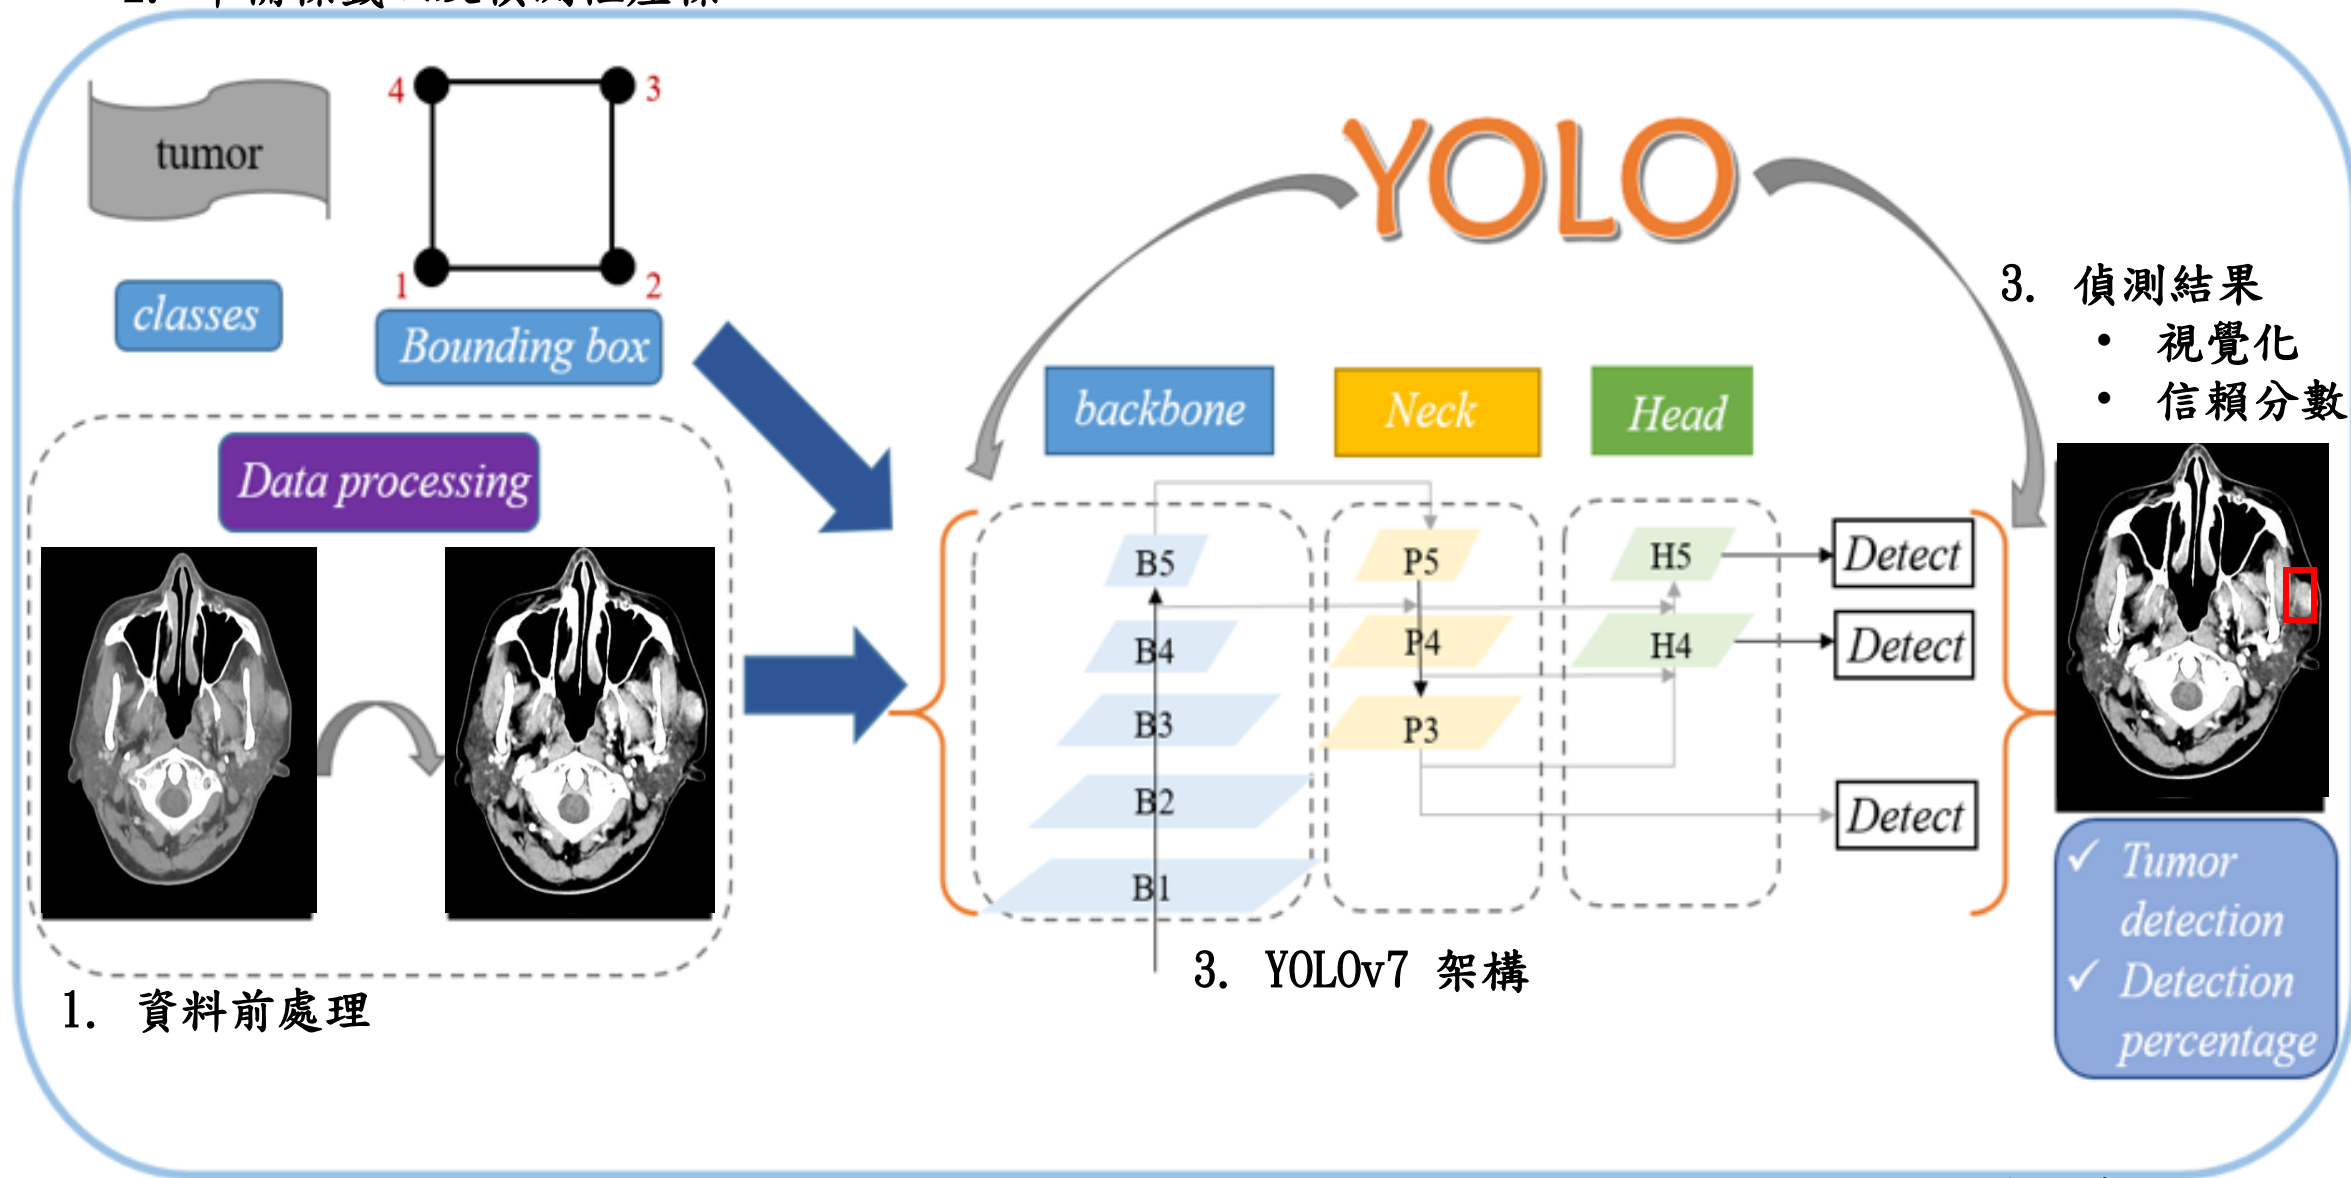 tumor
4
3
1
2
classes
Bounding box
Data processing
1. 資料前處理
YOLO
backbone
Neck
Head
B5
B4
B3
B2
B1
P5
P4
P3
H5
H4
Detect
Detect
Detect
3. YOLOv7 架構
3. 偵測結果
• 視覺化
• 信賴分數
✓ Tumor
detection
✓ Detection
percentage